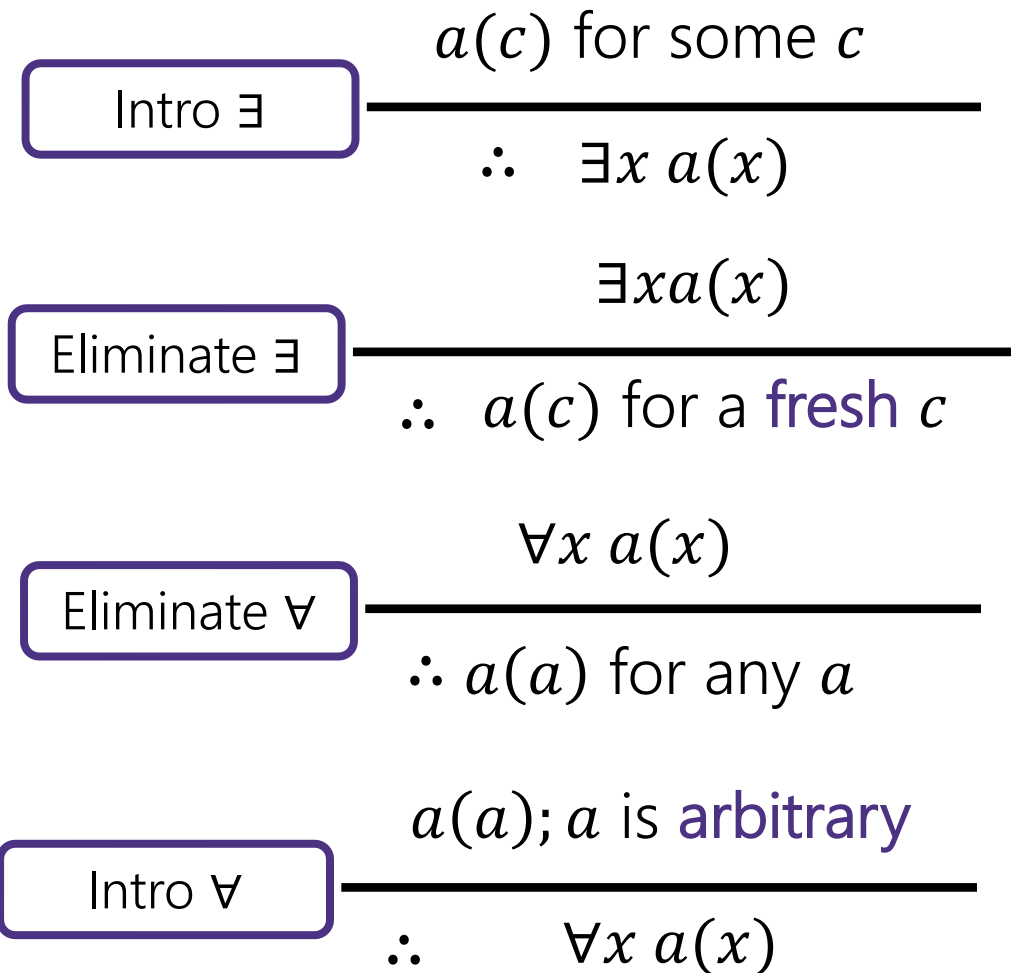 a(c) for some c
Intro ∃
∴ ∃x a(x)
∃xa(x)
Eliminate ∃
∴ a(c) for a fresh c
∀x a(x)
Eliminate ∀
∴ a(a) for any a
a(a); a is arbitrary
Intro ∀
∴ ∀x a(x)